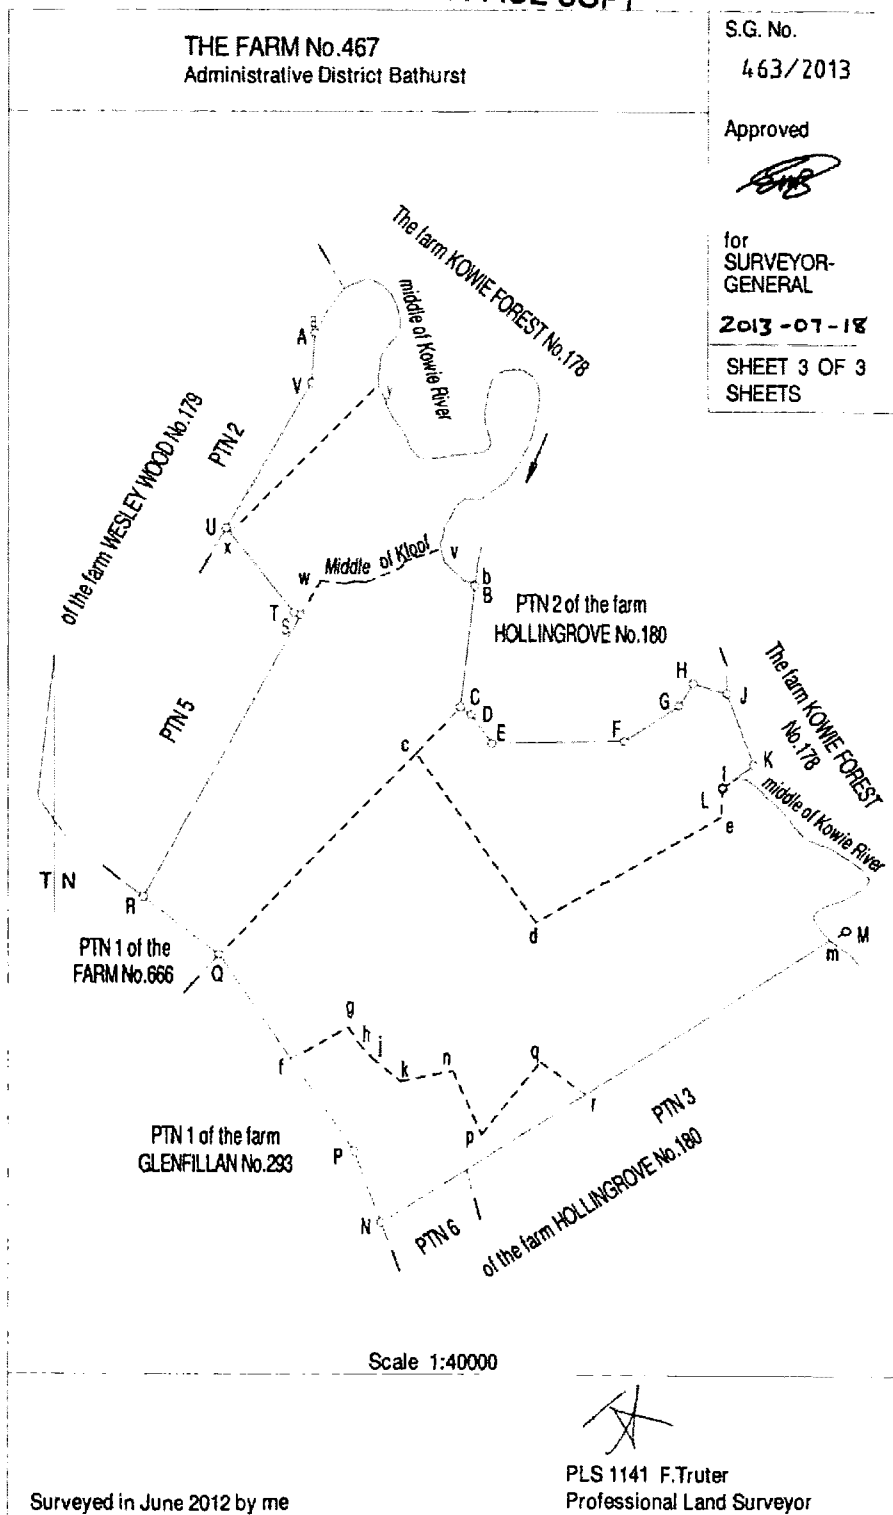 THE FARM No.467
Administrative District Bathurst
S.G. No.
463/2013
Approved
for
SURVEYOR-
GENERAL
2013-07-18
SHEET 3 OF 3
SHEETS
The farm KOWIE FOREST No.178
middle of Kowie River
A
V
y
PTN 2
of the farm WESLEY WOOD No.179
U
x
w
Middle of Kloof
v
b
B
T
S
PTN 2 of the farm
HOLLINGROVE No.180
PTN 5
C
D
E
F
G
H
J
K
The farm KOWIE FOREST
No.178
middle of Kowie River
c
L
e
T N
R
d
M
m
PTN 1 of the
FARM No.666
Q
f
g
h
j
k
n
q
p
r
PTN 3
of the farm HOLLINGROVE No.180
PTN 1 of the farm
GLENFILLAN No.293
P
N
PTN 6
Scale 1:40000
PLS 1141 F.Truter
Surveyed in June 2012 by me
Professional Land Surveyor